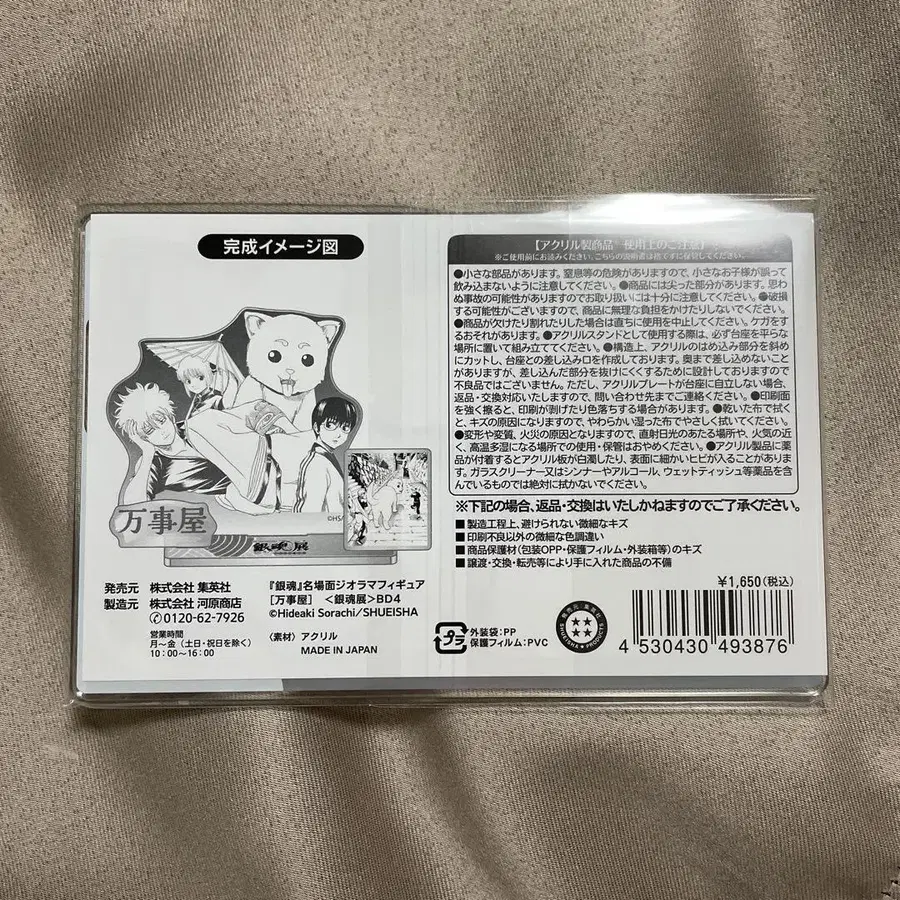 完成イメージ図
万事屋
©HS/
銀魂展
発売元 株式会社 集英社
製造元 株式会社 河原商店
0120-62-7926
営業時間
月〜金（土日・祝日を除く）
10:00〜16:00
『銀魂』名場面ジオラマフィギュア
[万事屋] <銀魂展>BD4
©Hideaki Sorachi/SHUEISHA
〈素材〉アクリル
MADE IN JAPAN
【アクリル製商品 使用上のご注意】
※ご使用前にお読みください。こちらの説明書は捨てずに保管してください。
●小さな部品があります。窒息等の危険がありますので、小さなお子様が誤って
飲み込まないように注意してください。●商品には尖った部分があります。思わ
ぬ事故の可能性がありますのでお取り扱いには十分に注意してください。●破損
する可能性がございますので、商品に無理な負担をかけたりしないでください。
●商品が欠けたり割れたりした場合は直ちに使用を中止してください。ケガをす
るおそれがあります。●アクリルスタンドとして使用する際は、必ず台座を平らな
場所に置いて組み立ててください。●構造上、アクリルのはめ込み部分を斜め
にカットし、台座との差し込み口を作成しております。奥まで差し込めないこと
がありますが、差し込んだ部分を抜けにくくするために設計しておりますので
不良品ではございません。ただし、アクリルプレートが台座に自立しない場合、
返品・交換対応いたしますので、問い合わせ先までご連絡ください。●印刷面
を強く擦ると、印刷が剥げたり色落ちする場合があります。●乾いた布で拭く
と、キズの原因になりますので、やわらかい湿った布でやさしく拭いてください。
●変形や変質、火災の原因となりますので、直射日光のあたる場所や、火気の近
く、高温多湿になる場所での使用・保管はおやめください。●アクリル製品に薬
品が付着するとアクリル板が白濁したり、表面に細かいヒビが入ることがありま
す。ガラスクリーナー又はシンナーやアルコール、ウェットティッシュ等薬品を含
んでいるものでは絶対に拭かないでください。
※下記の場合、返品・交換はいたしかねますのでご了承ください。
■製造工程上、避けられない微細なキズ
■印刷不良以外の微細な色調違い
■商品保護材（包装OPP・保護フィルム・外装箱等）のキズ
■譲渡・交換・転売等により手に入れた商品の不備
¥1,650（税込）
プラ
外装袋:PP
保護フィルム:PVC
発売元 集英社
SHUEISHA PRODUCTS
4 530430 493876